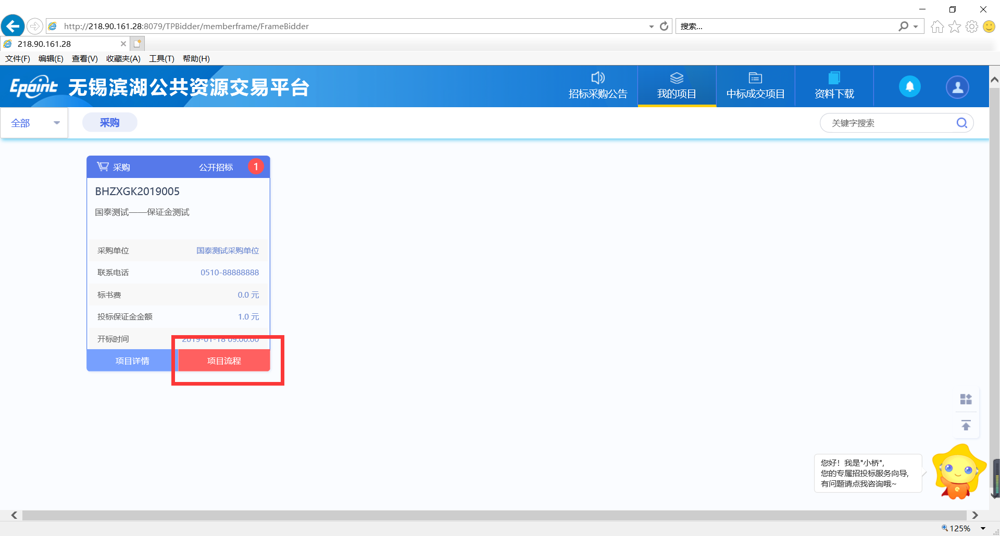 http://218.90.161.28:8079/TPBidder/memberframe/FrameBidder
搜索...
218.90.161.28
文件(F) 编辑(E) 查看(V) 收藏夹(A) 工具(T) 帮助(H)
Epoint 无锡滨湖公共资源交易平台
招标采购公告 我的项目 中标成交项目 资料下载
全部 采购 关键字搜索
采购 公开招标 1
BHZXGK2019005
国泰测试——保证金测试
采购单位 国泰测试采购单位
联系电话 0510-88888888
标书费 0.0 元
投标保证金金额 1.0 元
开标时间 2019-01-18 09:00:00
项目详情 项目流程
您好！我是"小桥",
您的专属招投标服务向导,
有问题请点我咨询哦~
125%